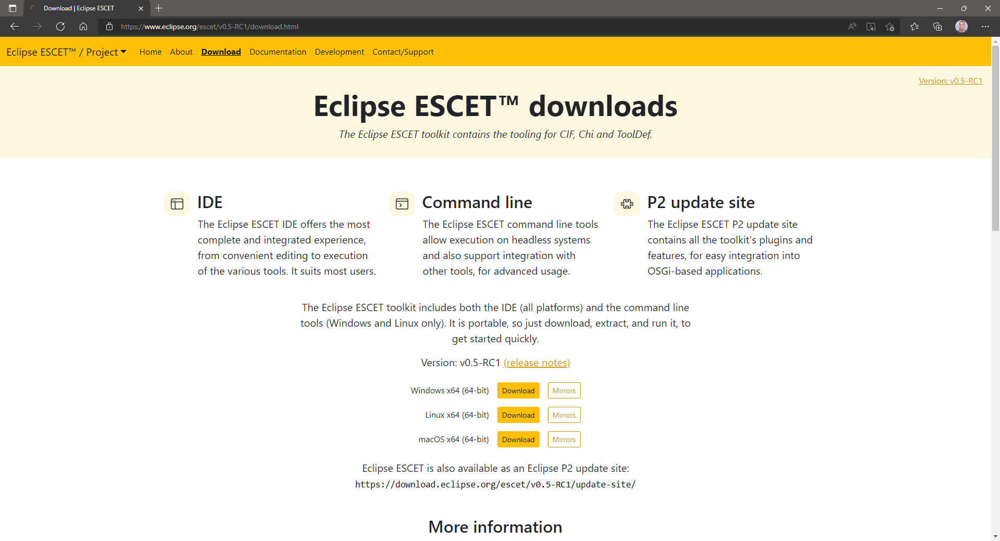 Download | Eclipse ESCET
https://www.eclipse.org/escet/v0.5-RC1/download.html
Eclipse ESCET™ / Project Home About Download Documentation Development Contact/Support
Version: v0.5-RC1
Eclipse ESCET™ downloads
The Eclipse ESCET toolkit contains the tooling for CIF, Chi and ToolDef.
IDE
The Eclipse ESCET IDE offers the most
complete and integrated experience,
from convenient editing to execution
of the various tools. It suits most users.
Command line
The Eclipse ESCET command line tools
allow execution on headless systems
and also support integration with
other tools, for advanced usage.
P2 update site
The Eclipse ESCET P2 update site
contains all the toolkit's plugins and
features, for easy integration into
OSGi-based applications.
The Eclipse ESCET toolkit includes both the IDE (all platforms) and the command line
tools (Windows and Linux only). It is portable, so just download, extract, and run it, to
get started quickly.
Version: v0.5-RC1 (release notes)
Windows x64 (64-bit) Download Mirrors
Linux x64 (64-bit) Download Mirrors
macOS x64 (64-bit) Download Mirrors
Eclipse ESCET is also available as an Eclipse P2 update site:
https://download.eclipse.org/escet/v0.5-RC1/update-site/
More information